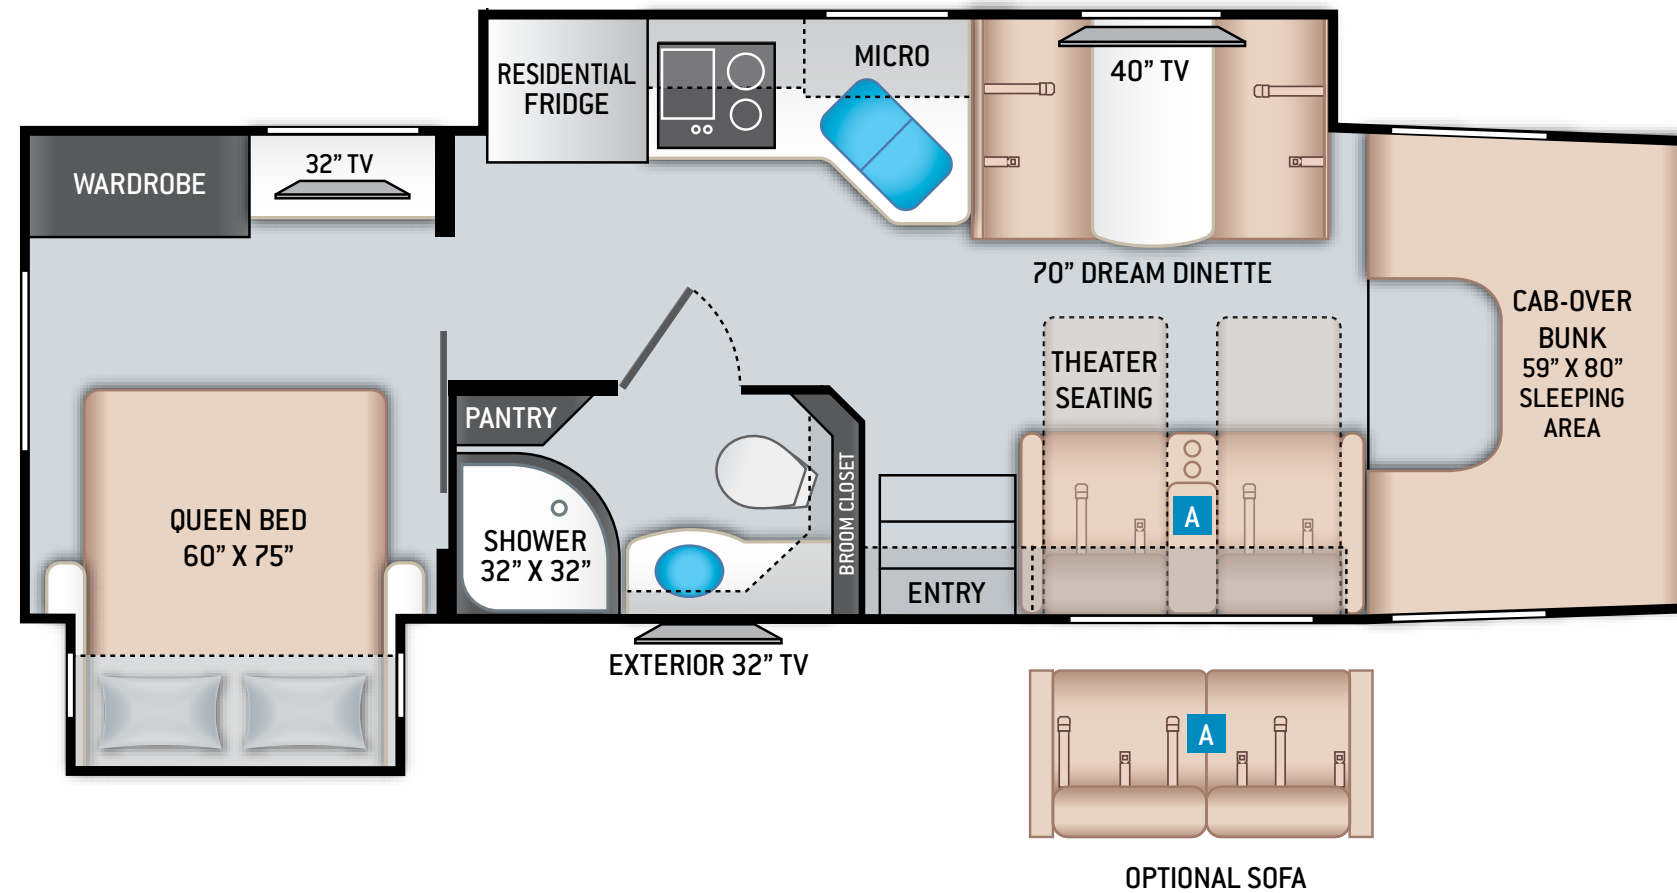 RESIDENTIAL
FRIDGE
MICRO
40” TV
WARDROBE
32” TV
70” DREAM DINETTE
CAB-OVER
BUNK
59” X 80”
SLEEPING
AREA
THEATER
SEATING
PANTRY
QUEEN BED
60” X 75”
SHOWER
32” X 32”
BROOM CLOSET
A
ENTRY
EXTERIOR 32” TV
A
OPTIONAL SOFA